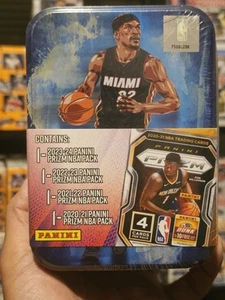 MIAMI
22
CONTAINS:
1- 2023-24 PANINI
PRIZM NBA PACK
1- 2022-23 PANINI
PRIZM NBA PACK
1- 2021-22 PANINI
PRIZM NBA PACK
1- 2020-21 PANINI
PRIZM NBA PACK
PANINI
2020-21 NBA TRADING CARDS
PANINI
PRIZM
4
CARDS
NBA